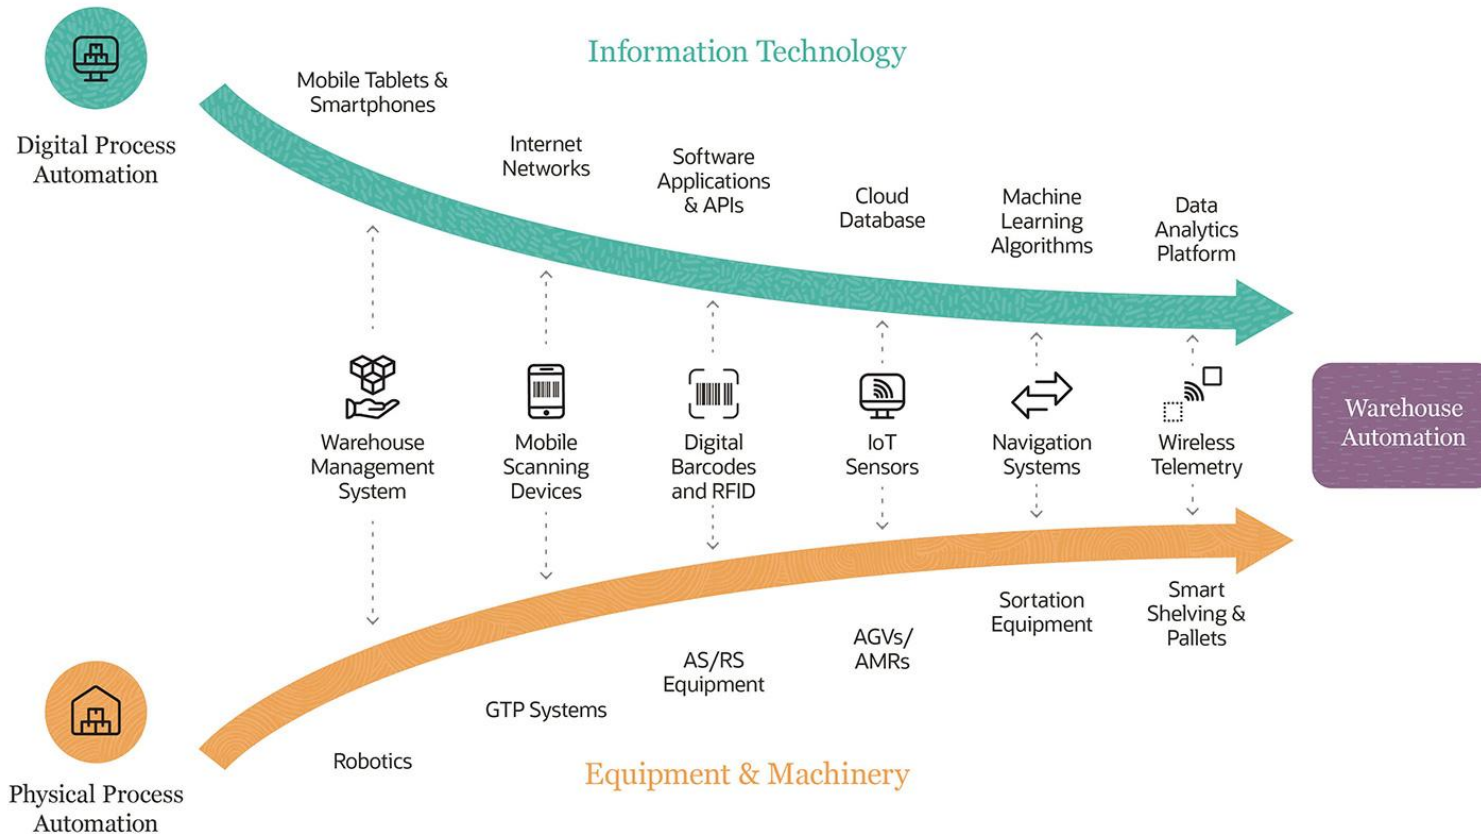 Information Technology
Digital Process
Automation
Mobile Tablets &
Smartphones
Internet
Networks
Software
Applications
& APIs
Cloud
Database
Machine
Learning
Algorithms
Data
Analytics
Platform
Warehouse
Management
System
Mobile
Scanning
Devices
Digital
Barcodes
and RFID
IoT
Sensors
Navigation
Systems
Wireless
Telemetry
Warehouse
Automation
Robotics
GTP Systems
AS/RS
Equipment
AGVs/
AMRs
Sortation
Equipment
Smart
Shelving &
Pallets
Physical Process
Automation
Equipment & Machinery